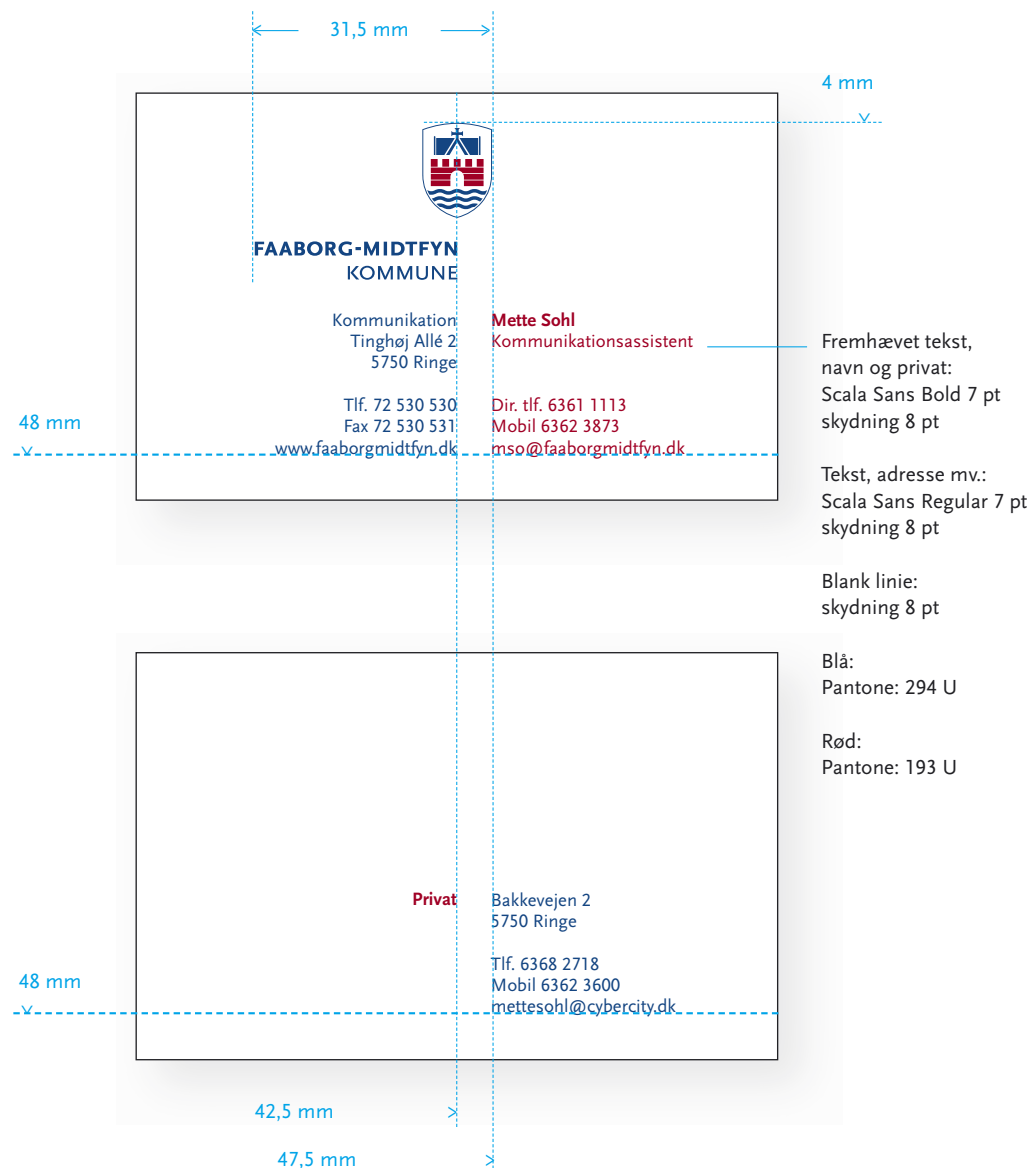 31,5 mm
4 mm
FAABORG-MIDTFYN
KOMMUNE
Kommunikation
Tinghøj Allé 2
5750 Ringe
Tlf. 72 530 530
Fax 72 530 531
www.faaborgmidtfyn.dk
Mette Sohl
Kommunikationsassistent
Dir. tlf. 6361 1113
Mobil 6362 3873
mso@faaborgmidtfyn.dk
48 mm
Fremhævet tekst,
navn og privat:
Scala Sans Bold 7 pt
skydning 8 pt
Tekst, adresse mv.:
Scala Sans Regular 7 pt
skydning 8 pt
Blank linie:
skydning 8 pt
Blå:
Pantone: 294 U
Rød:
Pantone: 193 U
Privat
Bakkevejen 2
5750 Ringe
Tlf. 6368 2718
Mobil 6362 3600
mettesohl@cybercity.dk
48 mm
42,5 mm
47,5 mm